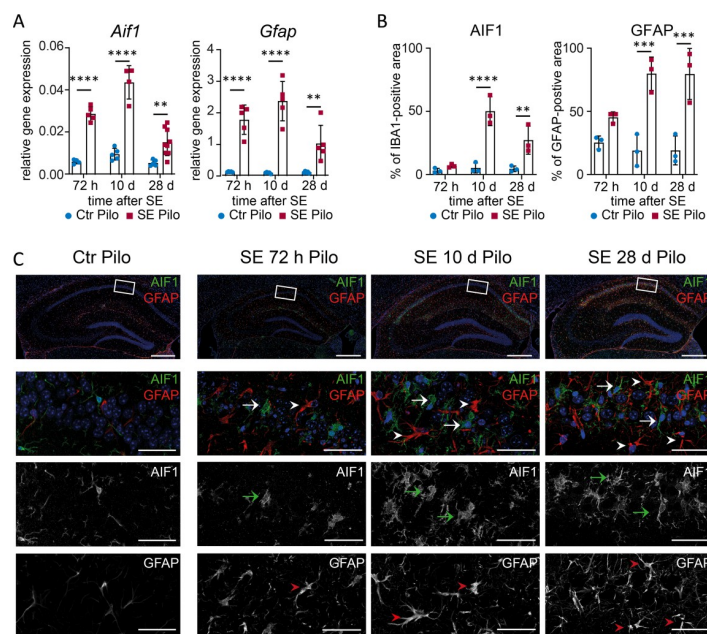 A
B
Aif1
Gfap
AIF1
GFAP
relative gene expression
0.06
0.04
0.02
0.00
****
****
**
72 h
10 d
28 d
time after SE
Ctr Pilo
SE Pilo
relative gene expression
6
4
2
0
****
****
**
72 h
10 d
28 d
time after SE
Ctr Pilo
SE Pilo
% of IBA1-positive area
100
50
0
****
**
72 h
10 d
28 d
time after SE
Ctr Pilo
SE Pilo
% of GFAP-positive area
100
50
0
***
***
72 h
10 d
28 d
time after SE
Ctr Pilo
SE Pilo
C
Ctr Pilo
SE 72 h Pilo
SE 10 d Pilo
SE 28 d Pilo
AIF1
GFAP
AIF1
GFAP
AIF1
GFAP
AIF1
GFAP
AIF1
GFAP
AIF1
GFAP
AIF1
GFAP
AIF1
GFAP
AIF1
AIF1
AIF1
AIF1
GFAP
GFAP
GFAP
GFAP